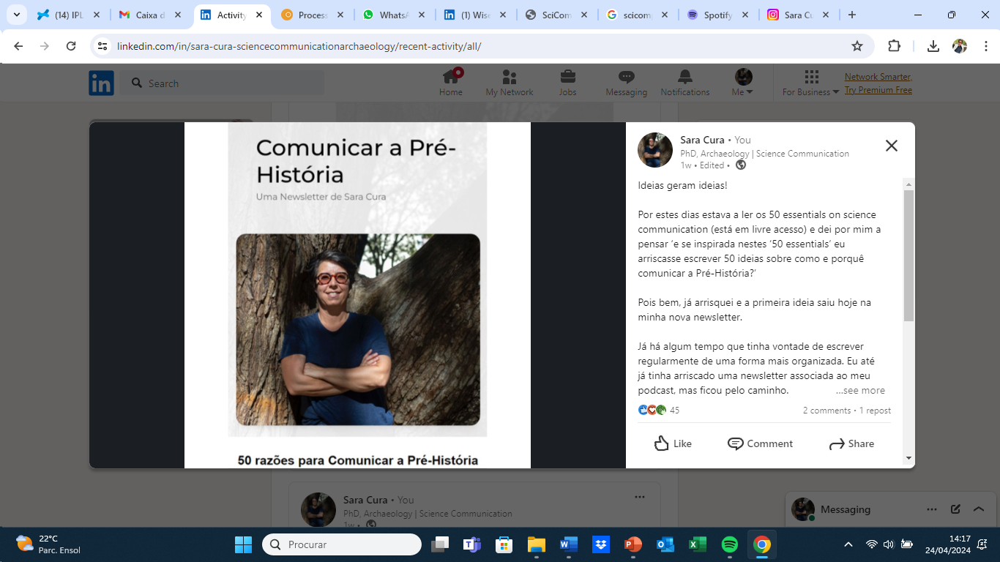 (14) IPL
Caixa d
Activity
Process
WhatsA
(1) Wise
SciCom
scicomp
Spotify
Sara Cu
linkedin.com/in/sara-cura-sciencecommunicationarchaeology/recent-activity/all/
in
Search
Home
My Network
Jobs
Messaging
Notifications
Me
For Business
Network Smarter,
Try Premium Free
Comunicar a Pré-
História
Uma Newsletter de Sara Cura
50 razões para Comunicar a Pré-História
Sara Cura • You
PhD, Archaeology | Science Communication
1w • Edited •
Ideias geram ideias!
Por estes dias estava a ler os 50 essentials on science
communication (está em livre acesso) e dei por mim a
pensar ‘e se inspirada nestes ‘50 essentials’ eu
arriscasse escrever 50 ideias sobre como e porquê
comunicar a Pré-História?’
Pois bem, já arrisquei e a primeira ideia saiu hoje na
minha nova newsletter.
Já há algum tempo que tinha vontade de escrever
regularmente de uma forma mais organizada. Eu até
já tinha arriscado uma newsletter associada ao meu
podcast, mas ficou pelo caminho. ...see more
45 2 comments • 1 repost
Like Comment Share
Sara Cura • You
PhD, Archaeology | Science Communication
1w •
Messaging
22°C
Parc. Ensol
Procurar
14:17
24/04/2024